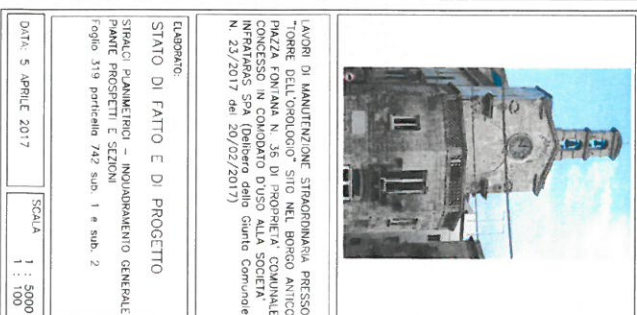 LAVORI DI MANUTENZIONE STRAORDINARIA PRESSO
"TORRE DELL'OROLOGIO" SITO NEL BORGO ANTICO
PIAZZA FONTANA N. 36 DI PROPRIETA' COMUNALE
CONCESSO IN COMODATO D'USO ALLA SOCIETA'
INFRATARAS SPA (Delibera della Giunta Comunale
N. 23/2017 del 20/02/2017)
ELABORATO:
STATO DI FATTO E DI PROGETTO
STRALCI PLANIMETRICI – INQUADRAMENTO GENERALE
PIANTE PROSPETTI E SEZIONI
Foglio 319 particella 742 sub. 1 e sub. 2
DATA: 5 APRILE 2017
SCALA 1 : 5000
1 : 100